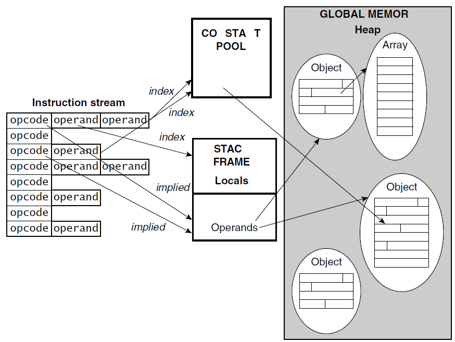 GLOBAL MEMOR
Heap
CO STA T
POOL
Array
Object
index
Instruction stream
index
opcode operand operand
opcode
index
opcode operand
STAC
FRAME
opcode operand operand
Locals
opcode
implied
Object
opcode operand
opcode
implied
Operands
opcode operand
Object